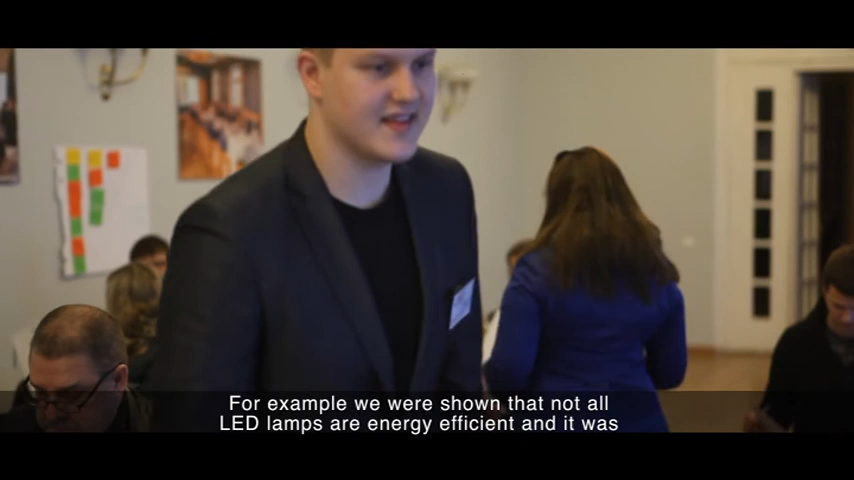 For example we were shown that not all
LED lamps are energy efficient and it was